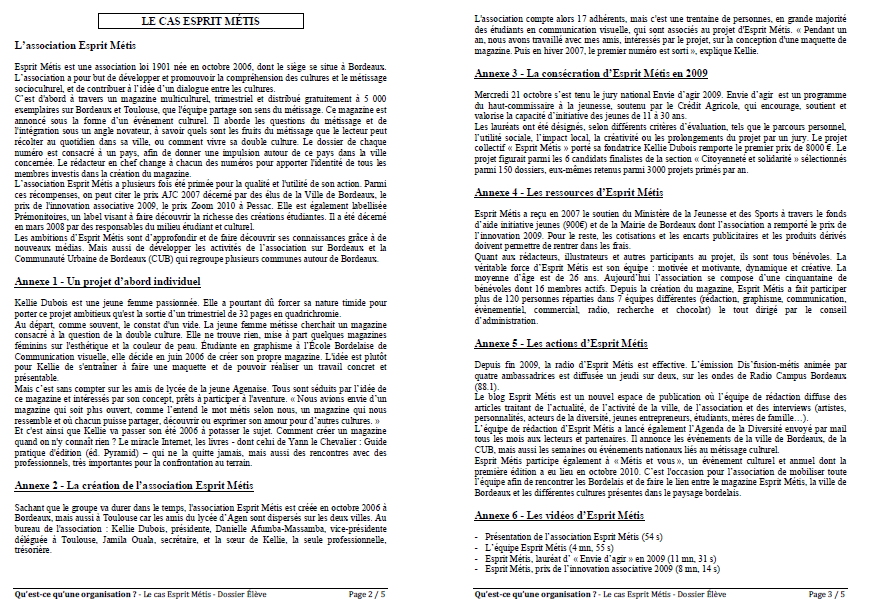 LE CAS ESPRIT MÉTIS
L'association Esprit Métis
Esprit Métis est une association loi 1901 née en octobre 2006, dont le siège se situe à Bordeaux.
L'association a pour but de développer et promouvoir la compréhension des cultures et le métissage
socioculturel, et de contribuer à l'idée d'un dialogue entre les cultures.
C'est d'abord à travers un magazine multiculturel, trimestriel et distribué gratuitement à 5 000
exemplaires sur Bordeaux et Toulouse, que l'équipe partage son sens du métissage. Ce magazine est
annoncé sous la forme d'un événement culturel. Il aborde les questions du métissage et de
l'intégration sous un angle novateur, à savoir quels sont les fruits du métissage que le lecteur peut
récolter au quotidien dans sa ville, ou comment vivre sa double culture. Le dossier de chaque
numéro est consacré à un pays, afin de donner une impulsion autour de ce pays dans la ville
concernée. Le rédacteur en chef change à chacun des numéros pour apporter l'identité de tous les
membres investis dans la création du magazine.
L'association Esprit Métis a plusieurs fois été primée pour la qualité et l'utilité de son action. Parmi
ces récompenses, on peut citer le prix AJC 2007 décerné par des élus de la Ville de Bordeaux, le
prix de l'innovation associative 2009, le prix Zoom 2010 à Pessac. Elle est également labellisée
Prémonitoires, un label visant à faire découvrir la richesse des créations étudiantes. Il a été décerné
en mars 2008 par des responsables du milieu étudiant et culturel.
Les ambitions d'Esprit Métis sont d'approfondir et de faire découvrir ses connaissances grâce à de
nouveaux médias. Mais aussi de développer les activités de l'association sur Bordeaux et la
Communauté Urbaine de Bordeaux (CUB) qui regroupe plusieurs communes autour de Bordeaux.
Annexe 1 - Un projet d'abord individuel
Kellie Dubois est une jeune femme passionnée. Elle a pourtant dû forcer sa nature timide pour
porter ce projet ambitieux qu'est la sortie d'un trimestriel de 32 pages en quadrichromie.
Au départ, comme souvent, le constat d'un vide. La jeune femme métisse cherchait un magazine
consacré à la question de la double culture. Elle ne trouve rien, mise à part quelques magazines
féminins sur l'esthétique et la couleur de peau. Étudiante en graphisme à l'École Bordelaise de
Communication visuelle, elle décide en juin 2006 de créer son propre magazine. L'idée est plutôt
pour Kellie de s'entraîner à faire une maquette et de pouvoir réaliser un travail concret et
présentable.
Mais c'est sans compter sur les amis de lycée de la jeune Agenaise. Tous sont séduits par l'idée de
ce magazine et intéressés par son concept, prêts à participer à l'aventure. « Nous avions envie d'un
magazine qui soit plus ouvert, comme l'entend le mot métis selon nous, un magazine qui nous
ressemble et où chacun puisse partager, découvrir ou exprimer son amour pour d'autres cultures. »
Et c'est ainsi que Kellie va passer son été 2006 à potasser le sujet. Comment créer un magazine
quand on n'y connaît rien ? Le miracle Internet, les livres - dont celui de Yann le Chevalier : Guide
pratique d'édition (éd. Pyramid) – qui ne la quitte jamais, mais aussi des rencontres avec des
professionnels, très importantes pour la confrontation au terrain.
Annexe 2 - La création de l'association Esprit Métis
Sachant que le groupe va durer dans le temps, l'association Esprit Métis est créée en octobre 2006 à
Bordeaux, mais aussi à Toulouse car les amis du lycée d'Agen sont dispersés sur les deux villes. Au
bureau de l'association : Kellie Dubois, présidente, Danielle Afumba-Massamba, vice-présidente
déléguée à Toulouse, Jamila Ouala, secrétaire, et la sœur de Kellie, la seule professionnelle,
trésorière.
Qu'est-ce qu'une organisation ? - Le cas Esprit Métis - Dossier Élève Page 2 / 5
L'association compte alors 17 adhérents, mais c'est une trentaine de personnes, en grande majorité
des étudiants en communication visuelle, qui sont associés au projet d'Esprit Métis. « Pendant un
an, nous avons travaillé avec mes amis, intéressés par le projet, sur la conception d'une maquette de
magazine. Puis en hiver 2007, le premier numéro est sorti », explique Kellie.
Annexe 3 - La consécration d'Esprit Métis en 2009
Mercredi 21 octobre s'est tenu le jury national Envie d'agir 2009. Envie d'agir est un programme
du haut-commissaire à la jeunesse, soutenu par le Crédit Agricole, qui encourage, soutient et
valorise la capacité d'initiative des jeunes de 11 à 30 ans.
Les lauréats ont été désignés, selon différents critères d'évaluation, tels que le parcours personnel,
l'utilité sociale, l'impact local, la créativité ou les prolongements du projet par un jury. Le projet
collectif « Esprit Métis » porté sa fondatrice Kellie Dubois remporte le premier prix de 8000 €. Le
projet figurait parmi les 6 candidats finalistes de la section « Citoyenneté et solidarité » sélectionnés
parmi 150 dossiers, eux-mêmes retenus parmi 3000 projets primés par an.
Annexe 4 - Les ressources d'Esprit Métis
Esprit Métis a reçu en 2007 le soutien du Ministère de la Jeunesse et des Sports à travers le fonds
d'aide initiative jeunes (900€) et de la Mairie de Bordeaux dont l'association a remporté le prix de
l'innovation 2009. Pour le reste, les cotisations et les encarts publicitaires et les produits dérivés
doivent permettre de rentrer dans les frais.
Quant aux rédacteurs, illustrateurs et autres participants au projet, ils sont tous bénévoles. La
véritable force d'Esprit Métis est son équipe : motivée et motivante, dynamique et créative. La
moyenne d'âge est de 26 ans. Aujourd'hui l'association se compose d'une cinquantaine de
bénévoles dont 16 membres actifs. Depuis la création du magazine, Esprit Métis a fait participer
plus de 120 personnes réparties dans 7 équipes différentes (rédaction, graphisme, communication,
évènementiel, commercial, radio, recherche et chocolat) le tout dirigé par le conseil
d'administration.
Annexe 5 - Les actions d'Esprit Métis
Depuis fin 2009, la radio d'Esprit Métis est effective. L'émission Dis'fusion-métis animée par
quatre ambassadrices est diffusée un jeudi sur deux, sur les ondes de Radio Campus Bordeaux
(88.1).
Le blog Esprit Métis est un nouvel espace de publication où l'équipe de rédaction diffuse des
articles traitant de l'actualité, de l'activité de la ville, de l'association et des interviews (artistes,
personnalités, acteurs de la diversité, jeunes entrepreneurs, étudiants, mères de famille…).
L'équipe de rédaction d'Esprit Métis a lancé également l'Agenda de la Diversité envoyé par mail
tous les mois aux lecteurs et partenaires. Il annonce les événements de la ville de Bordeaux, de la
CUB, mais aussi les semaines ou événements nationaux liés au métissage culturel.
Esprit Métis participe également à « Métis et vous », un évènement culturel et annuel dont la
première édition a eu lieu en octobre 2010. C'est l'occasion pour l'association de mobiliser toute
l'équipe afin de rencontrer les Bordelais et de faire le lien entre le magazine Esprit Métis, la ville de
Bordeaux et les différentes cultures présentes dans le paysage bordelais.
Annexe 6 - Les vidéos d'Esprit Métis
- Présentation de l'association Esprit Métis (54 s)
- L'équipe Esprit Métis (4 mn, 55 s)
- Esprit Métis, lauréat d' « Envie d'agir » en 2009 (11 mn, 31 s)
- Esprit Métis, prix de l'innovation associative 2009 (8 mn, 14 s)
Qu'est-ce qu'une organisation ? - Le cas Esprit Métis - Dossier Élève Page 3 / 5